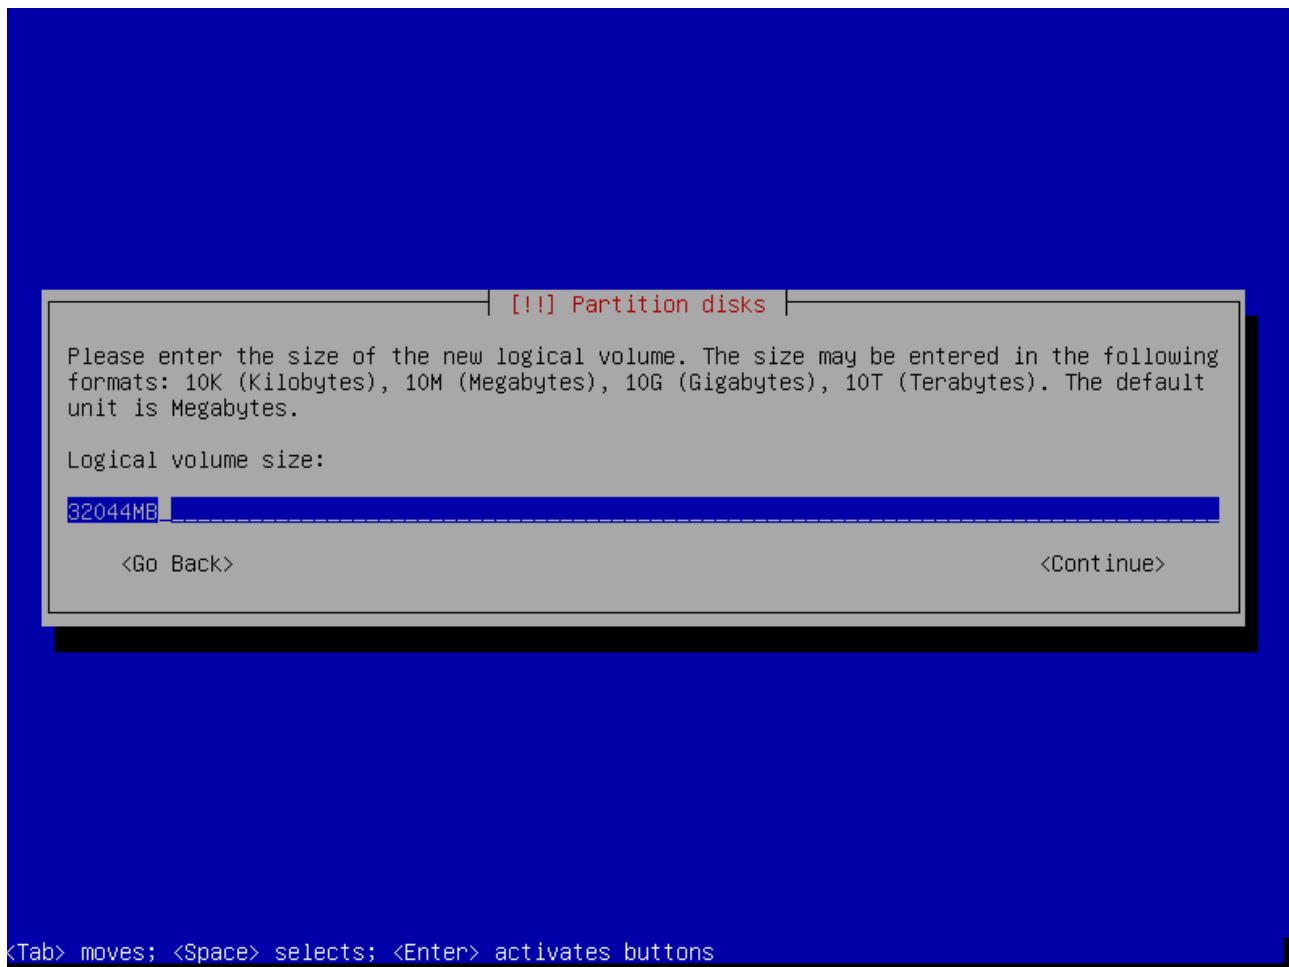 [!!] Partition disks
Please enter the size of the new logical volume. The size may be entered in the following
formats: 10K (Kilobytes), 10M (Megabytes), 10G (Gigabytes), 10T (Terabytes). The default
unit is Megabytes.
Logical volume size:
32044MB
<Go Back> <Continue>
<Tab> moves; <Space> selects; <Enter> activates buttons